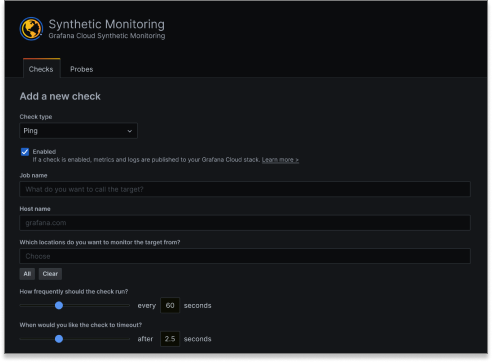 Synthetic Monitoring
Grafana Cloud Synthetic Monitoring
Checks
Probes
Add a new check
Check type
Ping
Enabled
If a check is enabled, metrics and logs are published to your Grafana Cloud stack. Learn more »
Job name
What do you want to call the target?
Host name
grafana.com
Which locations do you want to monitor the target from?
Choose
All Clear
How frequently should the check run?
every 60 seconds
When would you like the check to timeout?
after 2.5 seconds